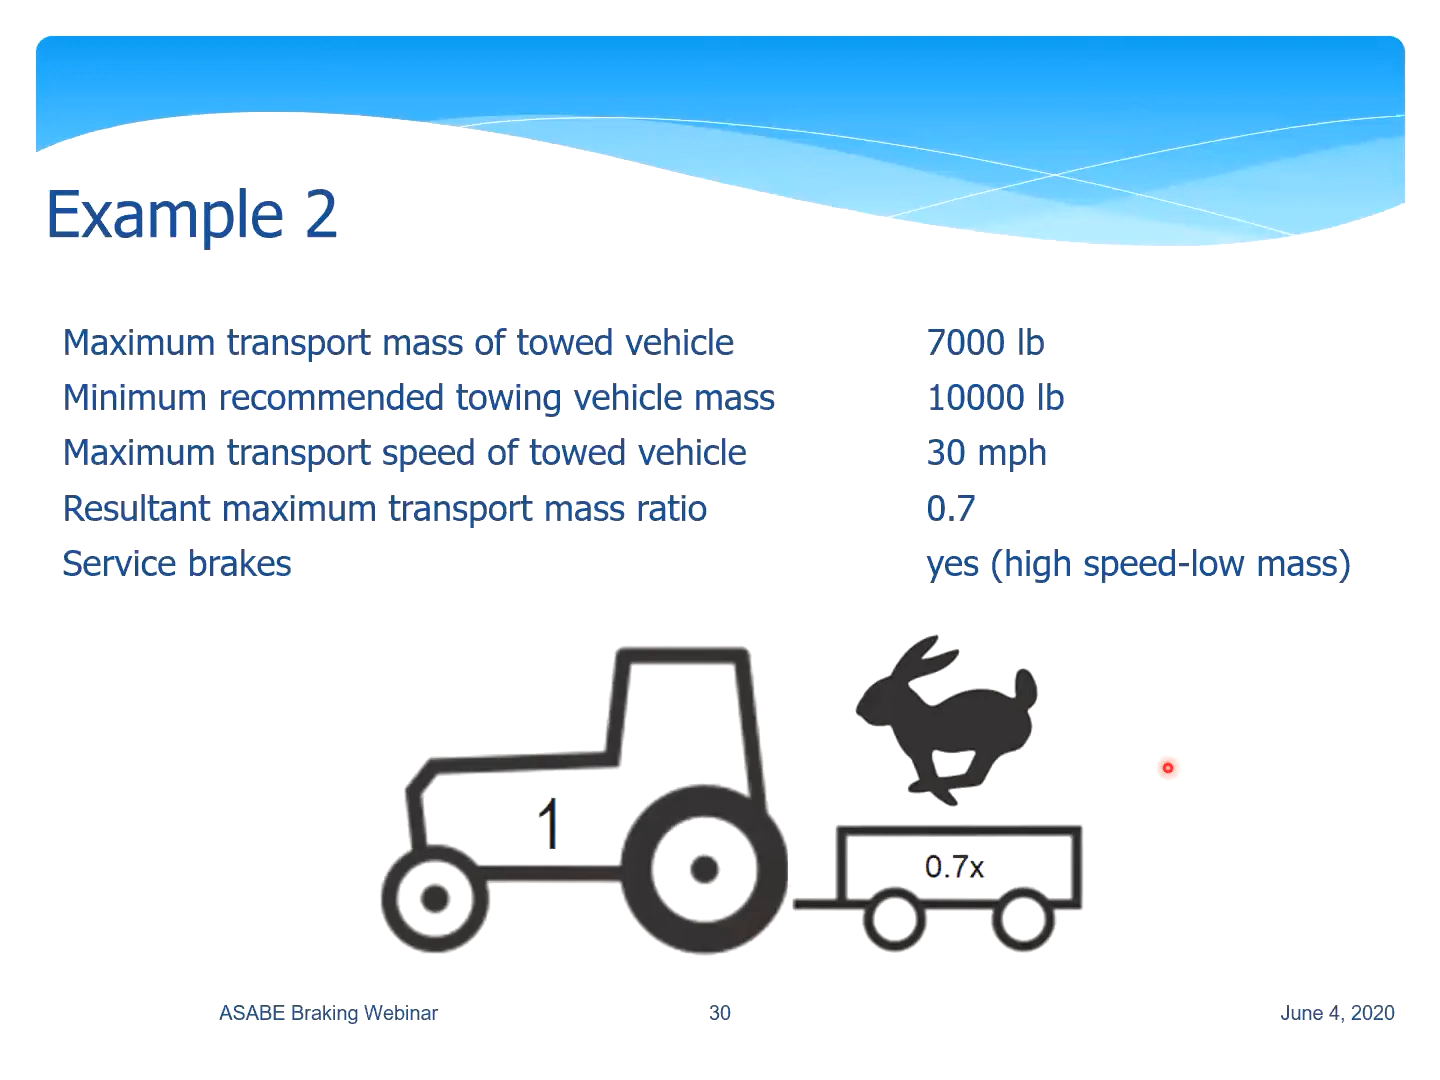 Example 2
Maximum transport mass of towed vehicle 7000 lb
Minimum recommended towing vehicle mass 10000 lb
Maximum transport speed of towed vehicle 30 mph
Resultant maximum transport mass ratio 0.7
Service brakes yes (high speed-low mass)
1
0.7x
ASABE Braking Webinar 30 June 4, 2020